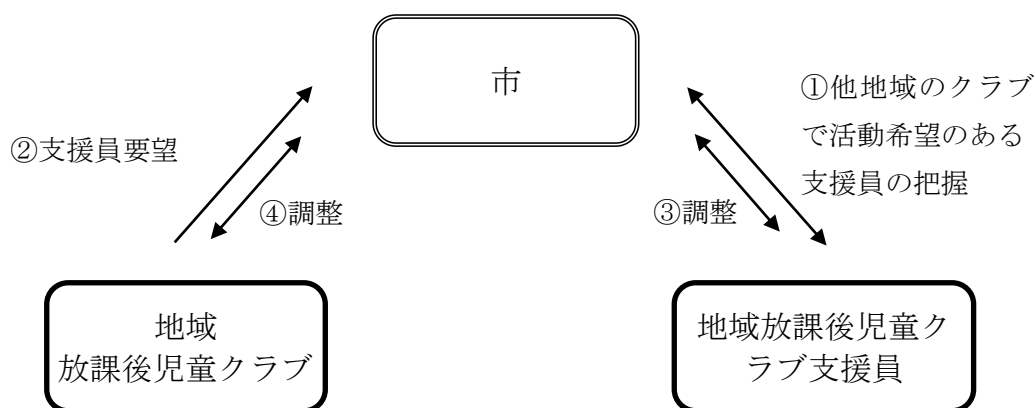 市
①他地域のクラブ
で活動希望のある
支援員の把握
②支援員要望
④調整
③調整
地域
放課後児童クラブ
地域放課後児童ク
ラブ支援員